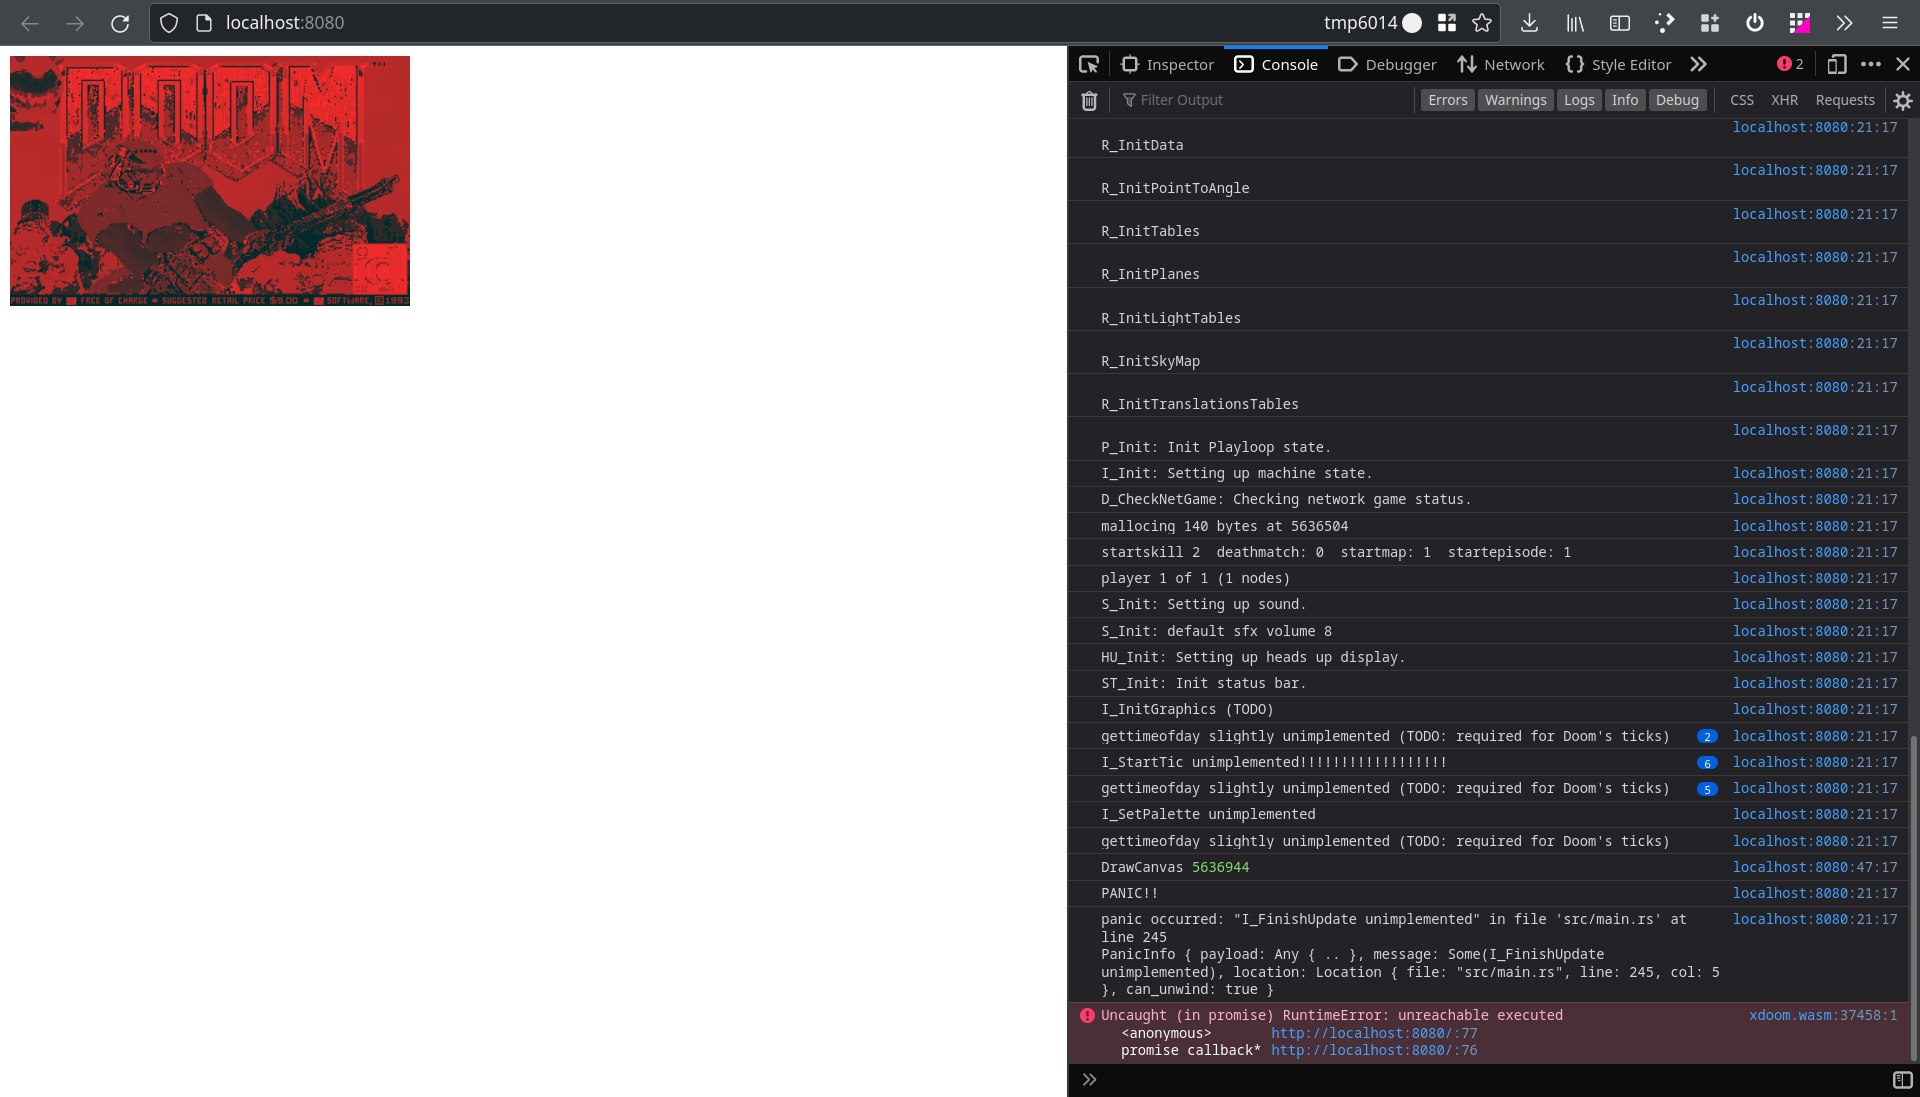 localhost:8080
tmp6014
DOOM
TM
PROVIDED BY id FREE OF CHARGE - SUGGESTED RETAIL PRICE $9.00 - id SOFTWARE, ©1993
Inspector
Console
Debugger
Network
Style Editor
2
Filter Output
Errors
Warnings
Logs
Info
Debug
CSS
XHR
Requests
localhost:8080:21:17
R_InitData
localhost:8080:21:17
R_InitPointToAngle
localhost:8080:21:17
R_InitTables
localhost:8080:21:17
R_InitPlanes
localhost:8080:21:17
R_InitLightTables
localhost:8080:21:17
R_InitSkyMap
localhost:8080:21:17
R_InitTranslationsTables
localhost:8080:21:17
P_Init: Init Playloop state.
I_Init: Setting up machine state. localhost:8080:21:17
D_CheckNetGame: Checking network game status. localhost:8080:21:17
mallocing 140 bytes at 5636504 localhost:8080:21:17
startskill 2  deathmatch: 0  startmap: 1  startepisode: 1 localhost:8080:21:17
player 1 of 1 (1 nodes) localhost:8080:21:17
S_Init: Setting up sound. localhost:8080:21:17
S_Init: default sfx volume 8 localhost:8080:21:17
HU_Init: Setting up heads up display. localhost:8080:21:17
ST_Init: Init status bar. localhost:8080:21:17
I_InitGraphics (TODO) localhost:8080:21:17
gettimeofday slightly unimplemented (TODO: required for Doom's ticks) 2 localhost:8080:21:17
I_StartTic unimplemented!!!!!!!!!!!!!!!!!! 6 localhost:8080:21:17
gettimeofday slightly unimplemented (TODO: required for Doom's ticks) 5 localhost:8080:21:17
I_SetPalette unimplemented localhost:8080:21:17
gettimeofday slightly unimplemented (TODO: required for Doom's ticks) localhost:8080:21:17
DrawCanvas 5636944 localhost:8080:47:17
PANIC!! localhost:8080:21:17
panic occurred: "I_FinishUpdate unimplemented" in file 'src/main.rs' at localhost:8080:21:17
line 245
PanicInfo { payload: Any { .. }, message: Some(I_FinishUpdate
unimplemented), location: Location { file: "src/main.rs", line: 245, col: 5
}, can_unwind: true }
Uncaught (in promise) RuntimeError: unreachable executed xdoom.wasm:37458:1
<anonymous> http://localhost:8080/:77
promise callback* http://localhost:8080/:76